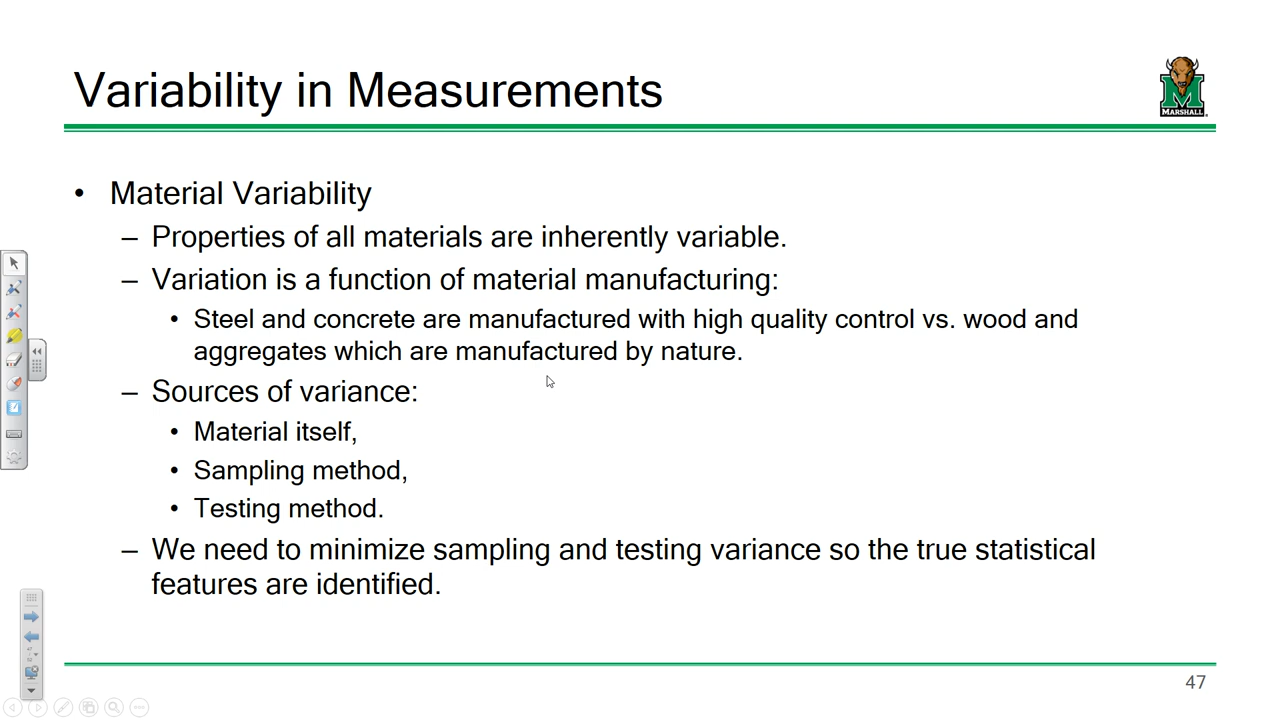 Variability in Measurements
MARSHALL
• Material Variability
– Properties of all materials are inherently variable.
– Variation is a function of material manufacturing:
• Steel and concrete are manufactured with high quality control vs. wood and
aggregates which are manufactured by nature.
– Sources of variance:
• Material itself,
• Sampling method,
• Testing method.
– We need to minimize sampling and testing variance so the true statistical
features are identified.
47